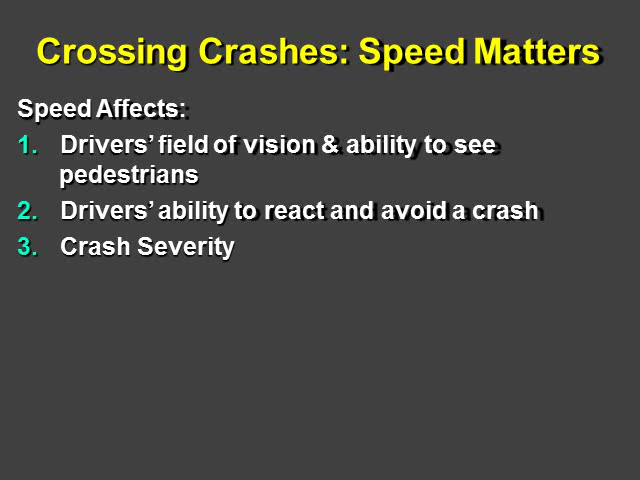 Crossing Crashes: Speed Matters
Speed Affects:
1. Drivers’ field of vision & ability to see
pedestrians
2. Drivers’ ability to react and avoid a crash
3. Crash Severity